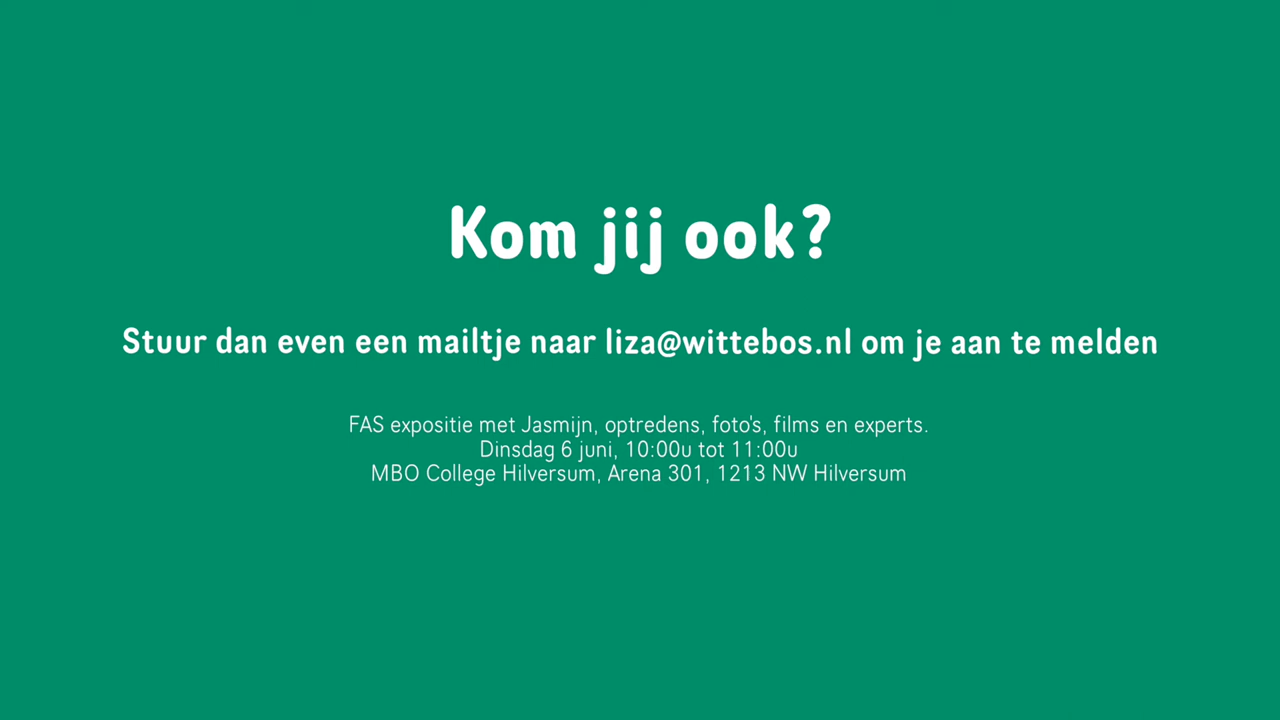 Kom jij ook?
Stuur dan even een mailtje naar liza@wittebos.nl om je aan te melden
FAS expositie met Jasmijn, optredens, foto's, films en experts.
Dinsdag 6 juni, 10:00u tot 11:00u
MBO College Hilversum, Arena 301, 1213 NW Hilversum